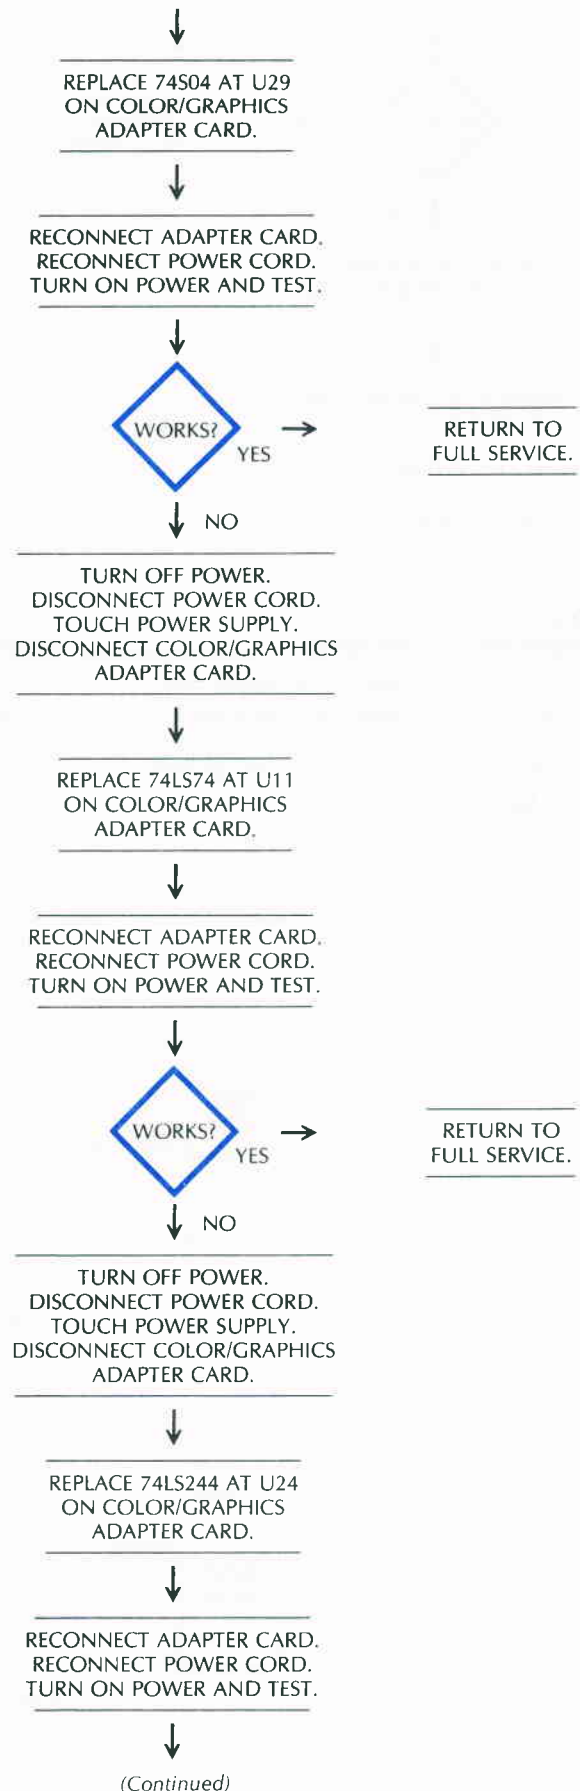 REPLACE 74S04 AT U29
ON COLOR/GRAPHICS
ADAPTER CARD.
RECONNECT ADAPTER CARD.
RECONNECT POWER CORD.
TURN ON POWER AND TEST.
WORKS?
YES
RETURN TO
FULL SERVICE.
NO
TURN OFF POWER.
DISCONNECT POWER CORD.
TOUCH POWER SUPPLY.
DISCONNECT COLOR/GRAPHICS
ADAPTER CARD.
REPLACE 74LS74 AT U11
ON COLOR/GRAPHICS
ADAPTER CARD.
RECONNECT ADAPTER CARD.
RECONNECT POWER CORD.
TURN ON POWER AND TEST.
WORKS?
YES
RETURN TO
FULL SERVICE.
NO
TURN OFF POWER.
DISCONNECT POWER CORD.
TOUCH POWER SUPPLY.
DISCONNECT COLOR/GRAPHICS
ADAPTER CARD.
REPLACE 74LS244 AT U24
ON COLOR/GRAPHICS
ADAPTER CARD.
RECONNECT ADAPTER CARD.
RECONNECT POWER CORD.
TURN ON POWER AND TEST.
(Continued)